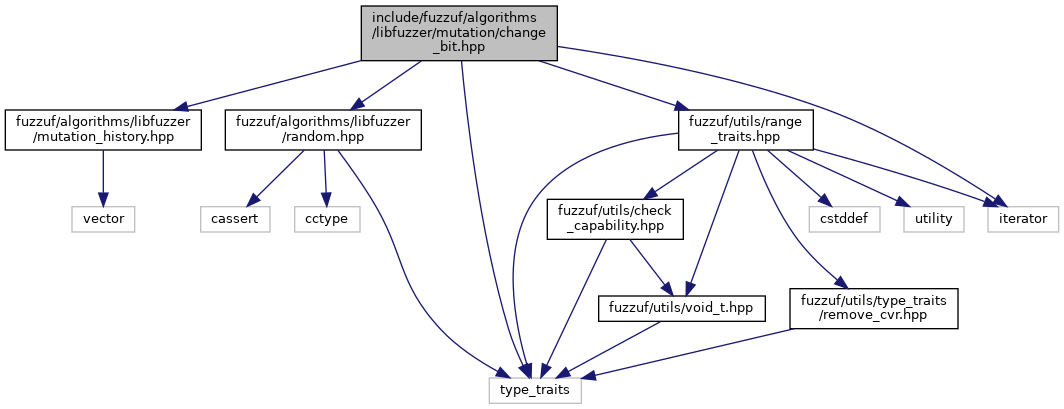 include/fuzzuf/algorithms
/libfuzzer/mutation/change
_bit.hpp
fuzzuf/algorithms/libfuzzer
/mutation_history.hpp
fuzzuf/algorithms/libfuzzer
/random.hpp
fuzzuf/utils/range
_traits.hpp
vector
cassert
cctype
fuzzuf/utils/check
_capability.hpp
cstddef
utility
iterator
fuzzuf/utils/void_t.hpp
fuzzuf/utils/type_traits
/remove_cvr.hpp
type_traits